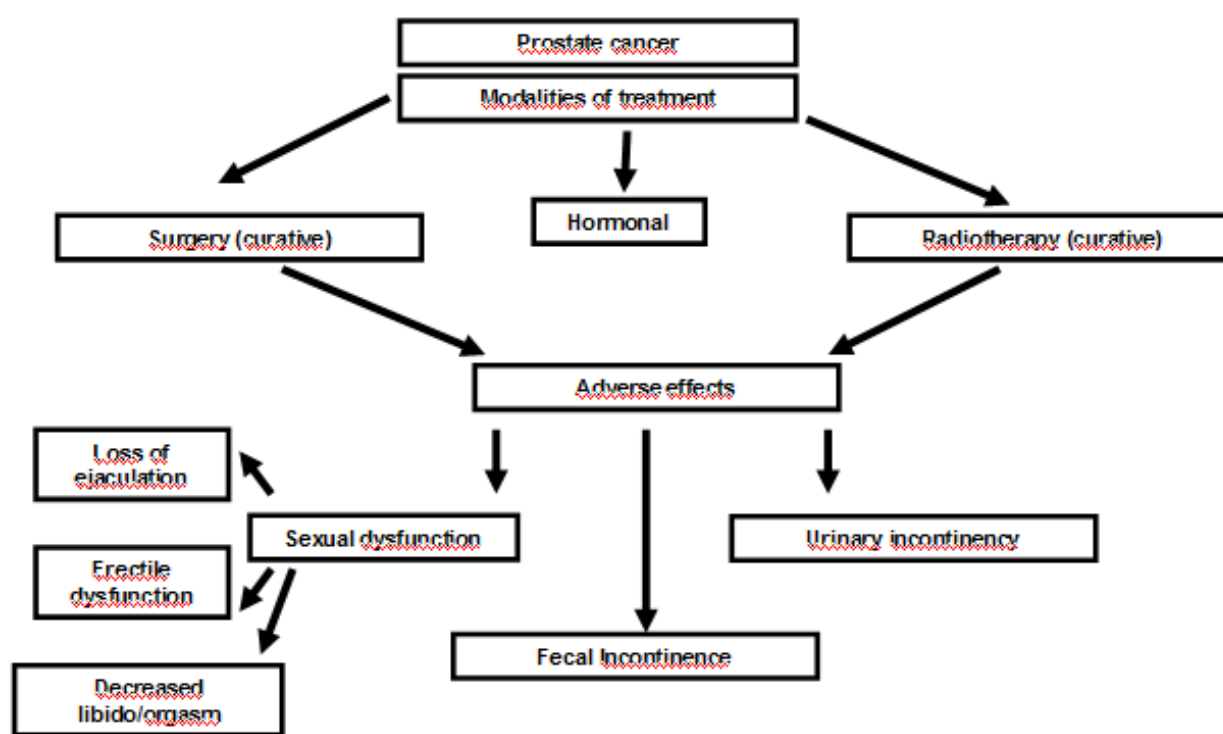 Prostate cancer
Modalities of treatment
Hormonal
Surgery (curative)
Radiotherapy (curative)
Adverse effects
Loss of
ejaculation
Sexual dysfunction
Urinary incontinency
Erectile
dysfunction
Fecal Incontinence
Decreased
libido/orgasm